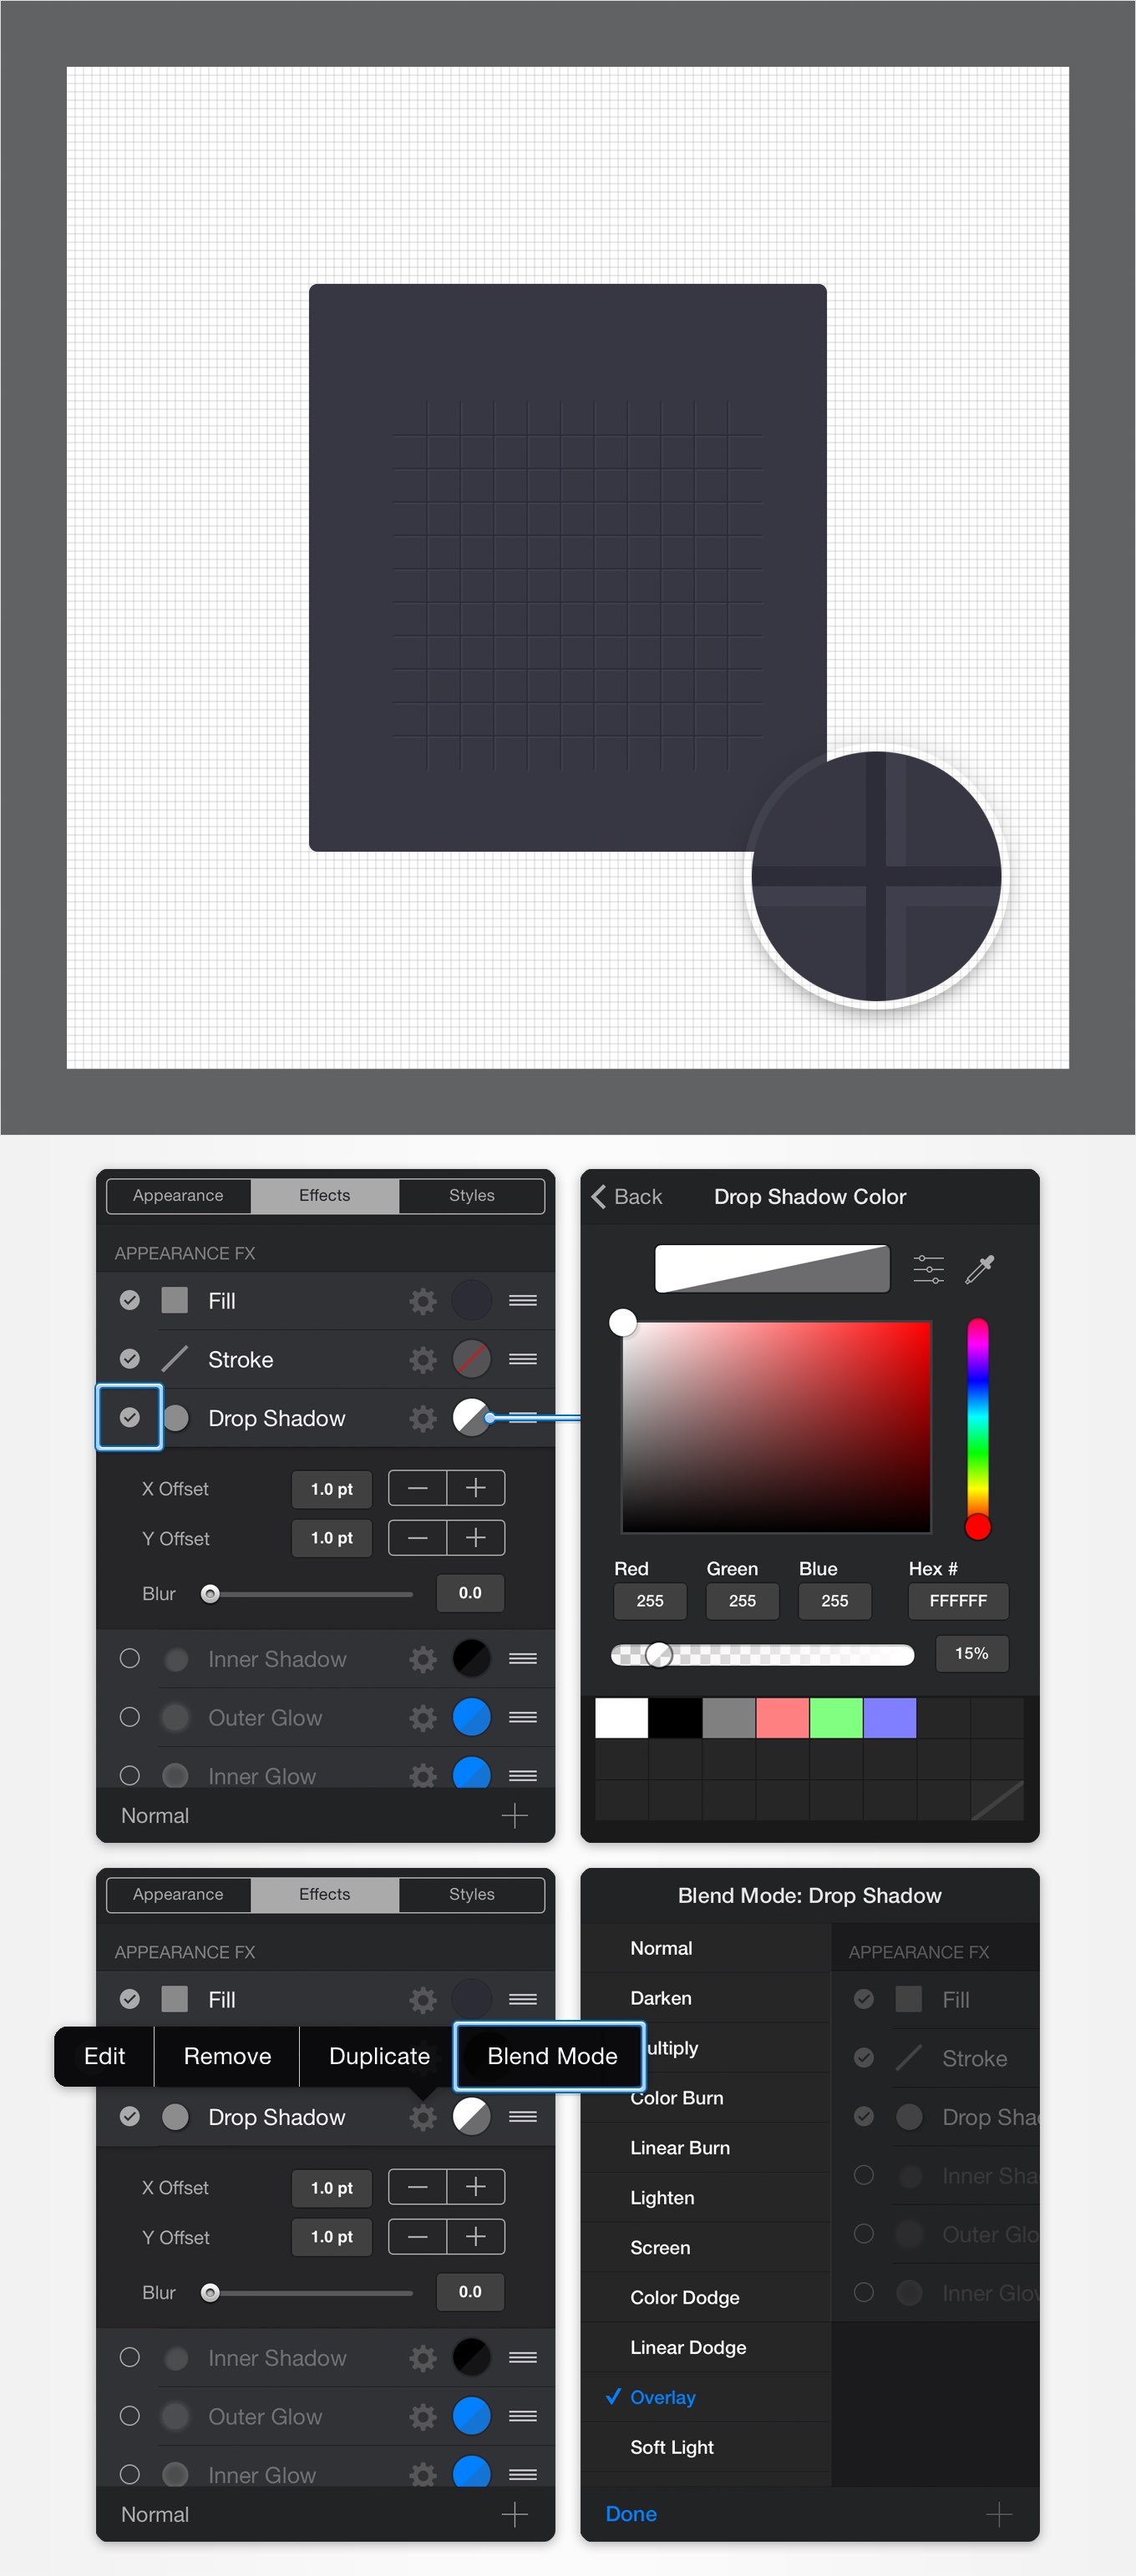 Appearance Effects Styles
APPEARANCE FX
Fill
Stroke
Drop Shadow
X Offset 1.0 pt
Y Offset 1.0 pt
Blur 0.0
Inner Shadow
Outer Glow
Inner Glow
Normal
Back Drop Shadow Color
Red Green Blue Hex #
255 255 255 FFFFFF
15%
Appearance Effects Styles
APPEARANCE FX
Fill
Edit Remove Duplicate Blend Mode
Drop Shadow
X Offset 1.0 pt
Y Offset 1.0 pt
Blur 0.0
Inner Shadow
Outer Glow
Inner Glow
Normal
Blend Mode: Drop Shadow
Normal
Darken
ultiply
Color Burn
Linear Burn
Lighten
Screen
Color Dodge
Linear Dodge
Overlay
Soft Light
Done
APPEARANCE FX
Fill
Stroke
Drop Sha
Inner Sha
Outer Glo
Inner Glov